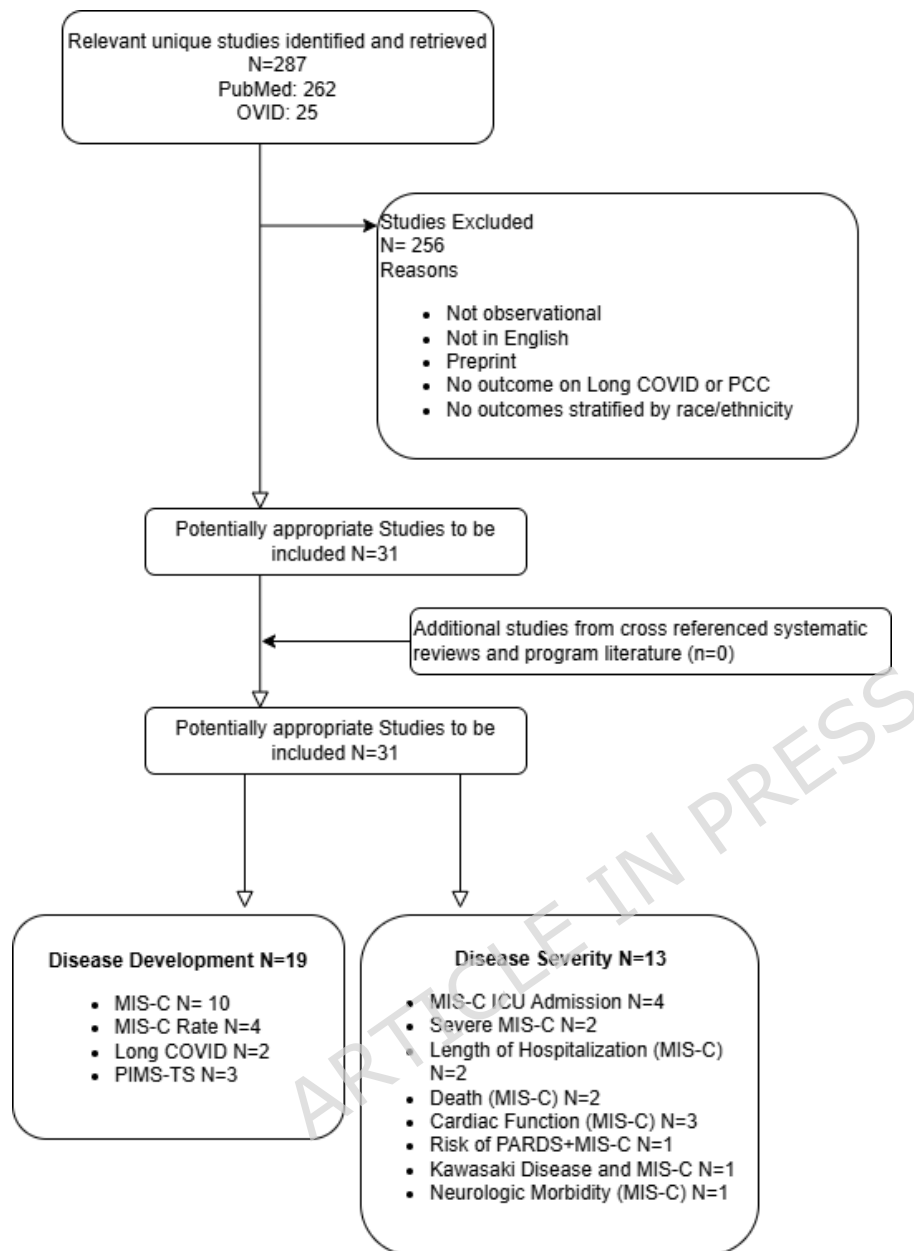 Relevant unique studies identified and retrieved
N=287
PubMed: 262
OVID: 25
Studies Excluded
N= 256
Reasons
• Not observational
• Not in English
• Preprint
• No outcome on Long COVID or PCC
• No outcomes stratified by race/ethnicity
Potentially appropriate Studies to be
included N=31
Additional studies from cross referenced systematic
reviews and program literature (n=0)
Potentially appropriate Studies to be
included N=31
Disease Development N=19
• MIS-C N= 10
• MIS-C Rate N=4
• Long COVID N=2
• PIMS-TS N=3
Disease Severity N=13
• MIS-C ICU Admission N=4
• Severe MIS-C N=2
• Length of Hospitalization (MIS-C)
N=2
• Death (MIS-C) N=2
• Cardiac Function (MIS-C) N=3
• Risk of PARDS+MIS-C N=1
• Kawasaki Disease and MIS-C N=1
• Neurologic Morbidity (MIS-C) N=1
ARTICLE IN PRESS